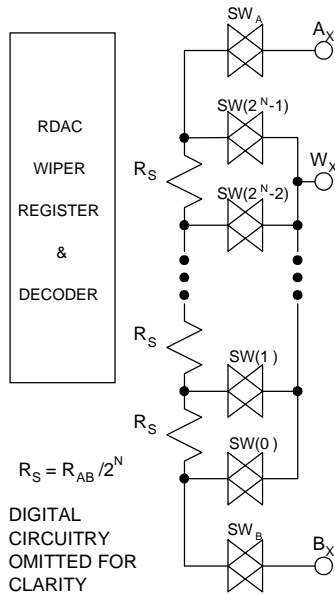 SW_A
A_X
RDAC
WIPER
REGISTER
&
DECODER
SW(2^N-1)
R_S
W_X
SW(2^N-2)
R_S
SW(1)
R_S
SW(0)
R_S = R_AB /2^N
SW_B
B_X
DIGITAL
CIRCUITRY
OMITTED FOR
CLARITY